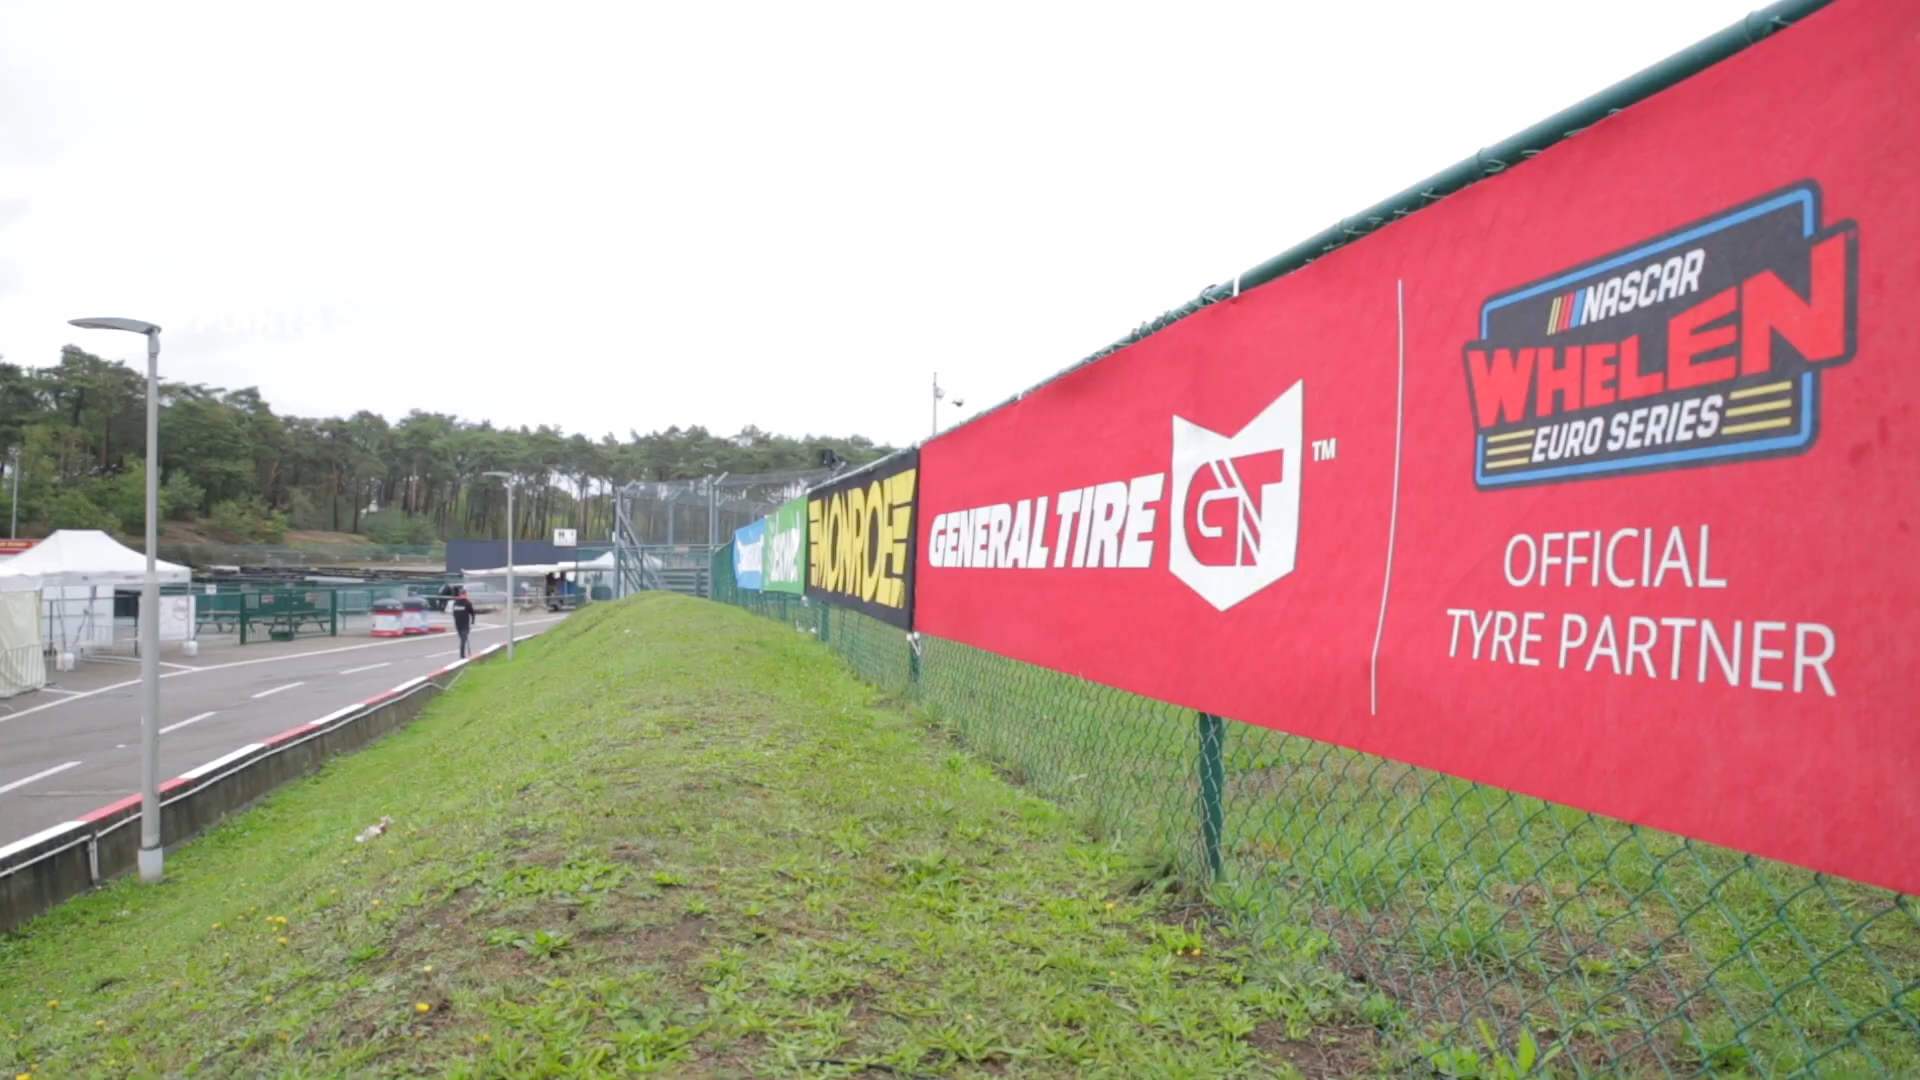 MONROE
GENERAL TIRE
GT
TM
NASCAR
WHELEN
EURO SERIES
OFFICIAL
TYRE PARTNER